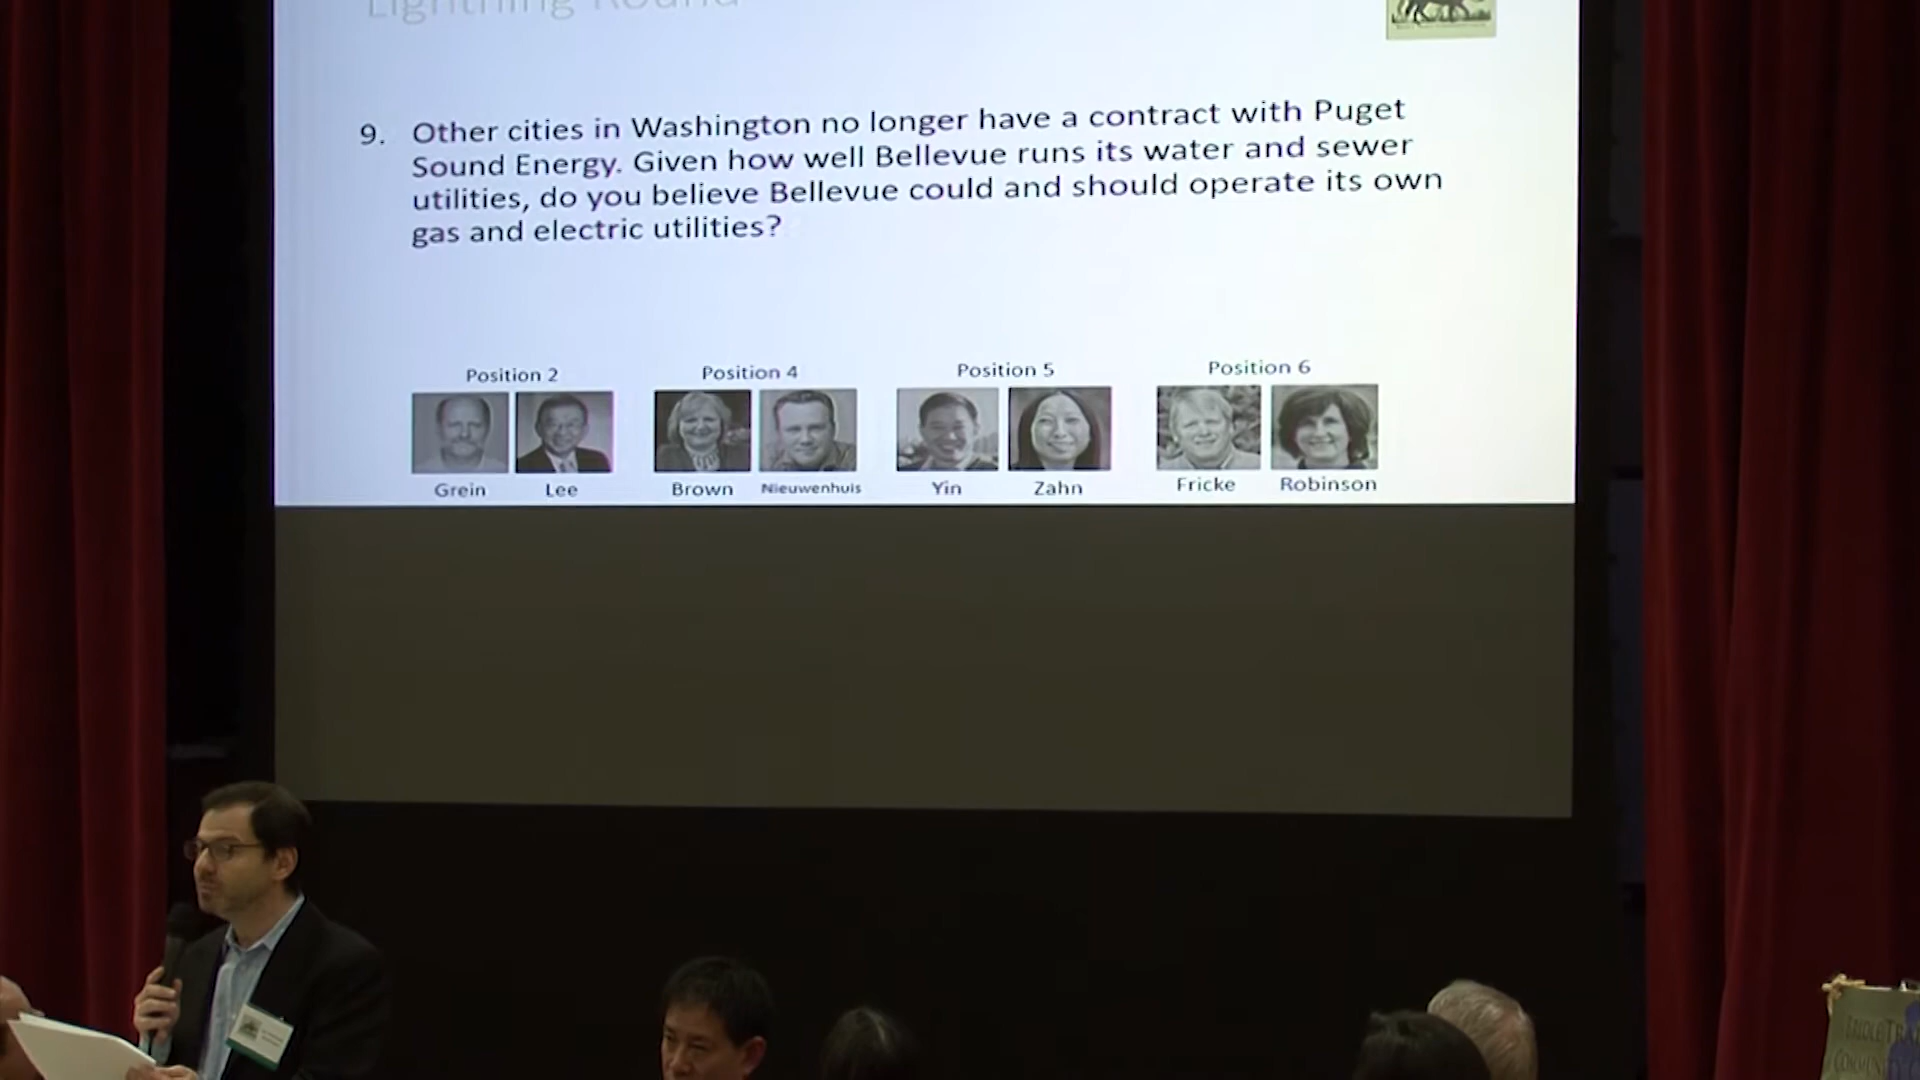 Lightning Round
9. Other cities in Washington no longer have a contract with Puget
Sound Energy. Given how well Bellevue runs its water and sewer
utilities, do you believe Bellevue could and should operate its own
gas and electric utilities?
Position 2 Position 4 Position 5 Position 6
Grein Lee Brown Nieuwenhuis Yin Zahn Fricke Robinson